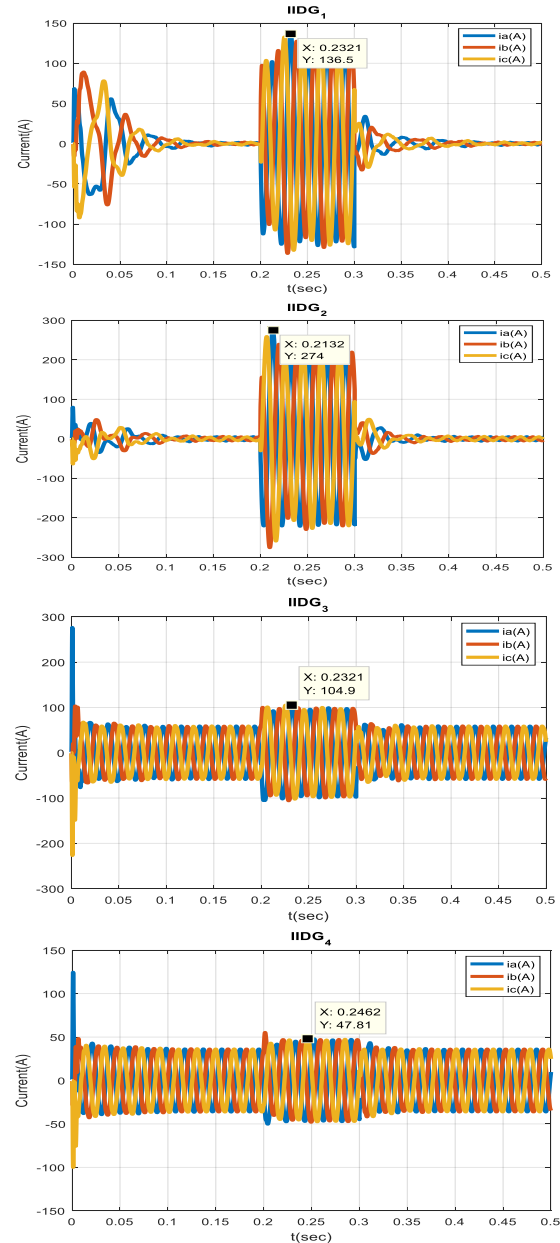 IIDG1
150
100
50
0
-50
-100
-150
Current(A)
ia(A)
ib(A)
ic(A)
X: 0.2321
Y: 136.5
0 0.05 0.1 0.15 0.2 0.25 0.3 0.35 0.4 0.45 0.5
t(sec)
IIDG2
300
200
100
0
-100
-200
-300
Current(A)
ia(A)
ib(A)
ic(A)
X: 0.2132
Y: 274
0 0.05 0.1 0.15 0.2 0.25 0.3 0.35 0.4 0.45 0.5
t(sec)
IIDG3
300
200
100
0
-100
-200
-300
Current(A)
ia(A)
ib(A)
ic(A)
X: 0.2321
Y: 104.9
0 0.05 0.1 0.15 0.2 0.25 0.3 0.35 0.4 0.45 0.5
t(sec)
IIDG4
150
100
50
0
-50
-100
-150
Current(A)
ia(A)
ib(A)
ic(A)
X: 0.2462
Y: 47.81
0 0.05 0.1 0.15 0.2 0.25 0.3 0.35 0.4 0.45 0.5
t(sec)